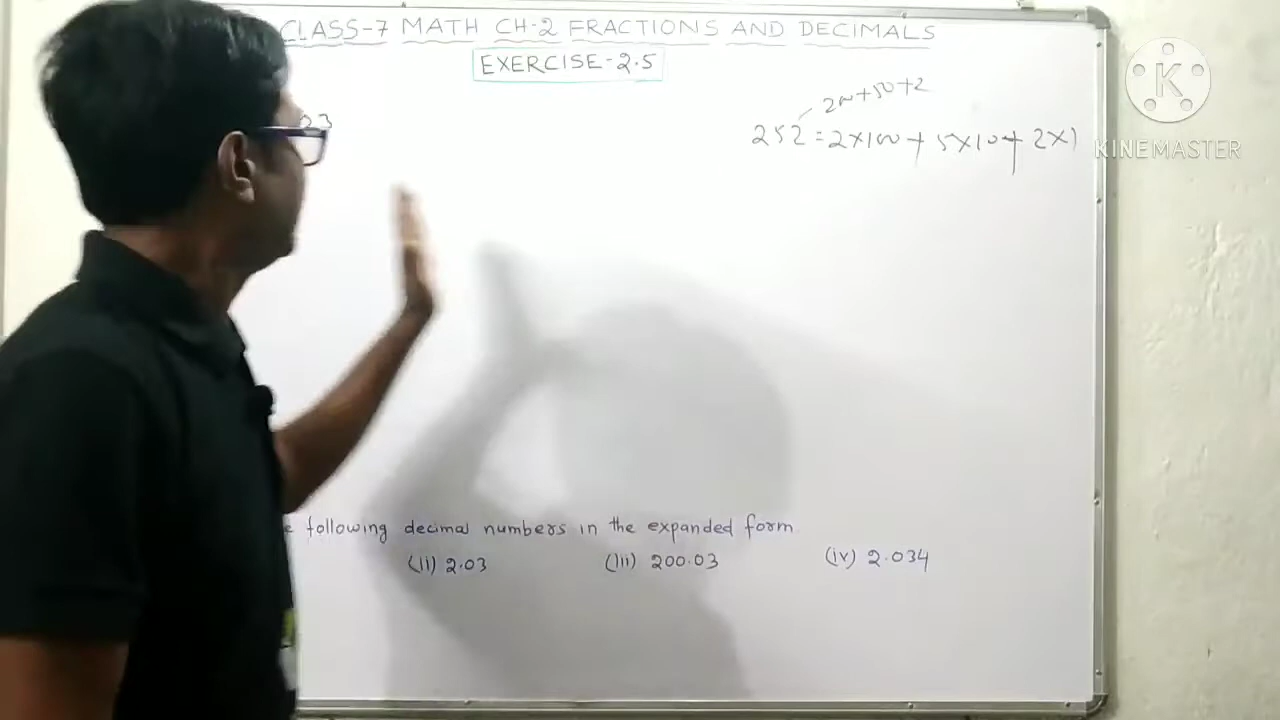 CLASS-7 MATH CH-2 FRACTIONS AND DECIMALS
EXERCISE-2.5
200+50+2
252=2×100+5×10+2×1
KINEMASTER
following decimal numbers in the expanded form
(ii) 2.03 (iii) 200.03 (iv) 2.034